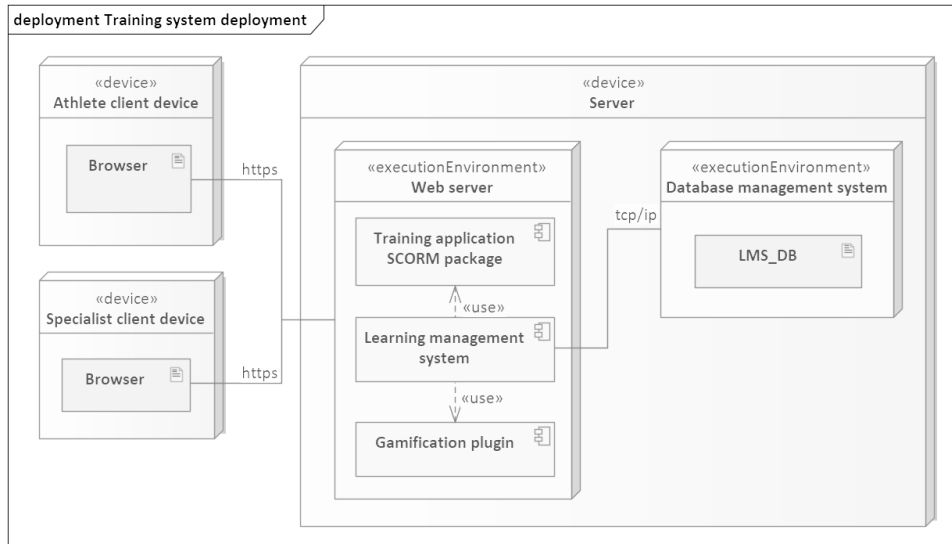 deployment Training system deployment
«device»
Athlete client device
Browser
https
«device»
Specialist client device
Browser
https
«device»
Server
«executionEnvironment»
Web server
Training application
SCORM package
«use»
Learning management
system
«use»
Gamification plugin
tcp/ip
«executionEnvironment»
Database management system
LMS_DB